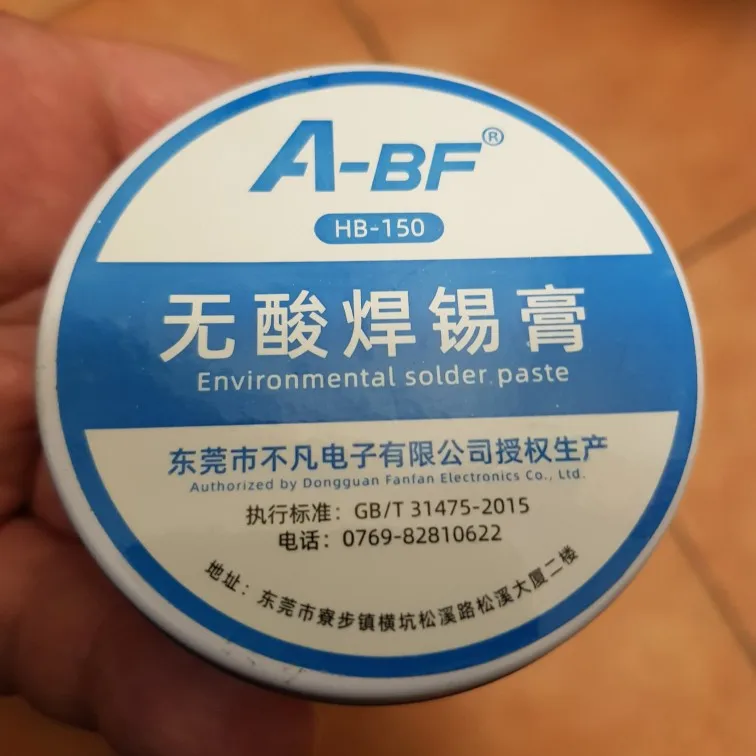 A-BF®
HB-150
无酸焊锡膏
Environmental solder paste
东莞市不凡电子有限公司授权生产
Authorized by Dongguan Fanfan Electronics Co., Ltd.
执行标准：GB/T 31475-2015
电话：0769-82810622
地址：东莞市寮步镇横坑松溪路松溪大厦二楼